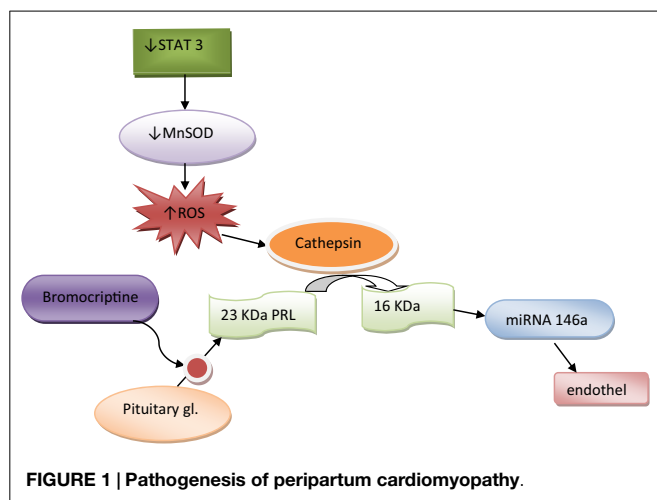 ↓STAT 3
↓MnSOD
↑ROS
Cathepsin
Bromocriptine
23 KDa PRL
16 KDa
miRNA 146a
Pituitary gl.
endothel
FIGURE 1 | Pathogenesis of peripartum cardiomyopathy.